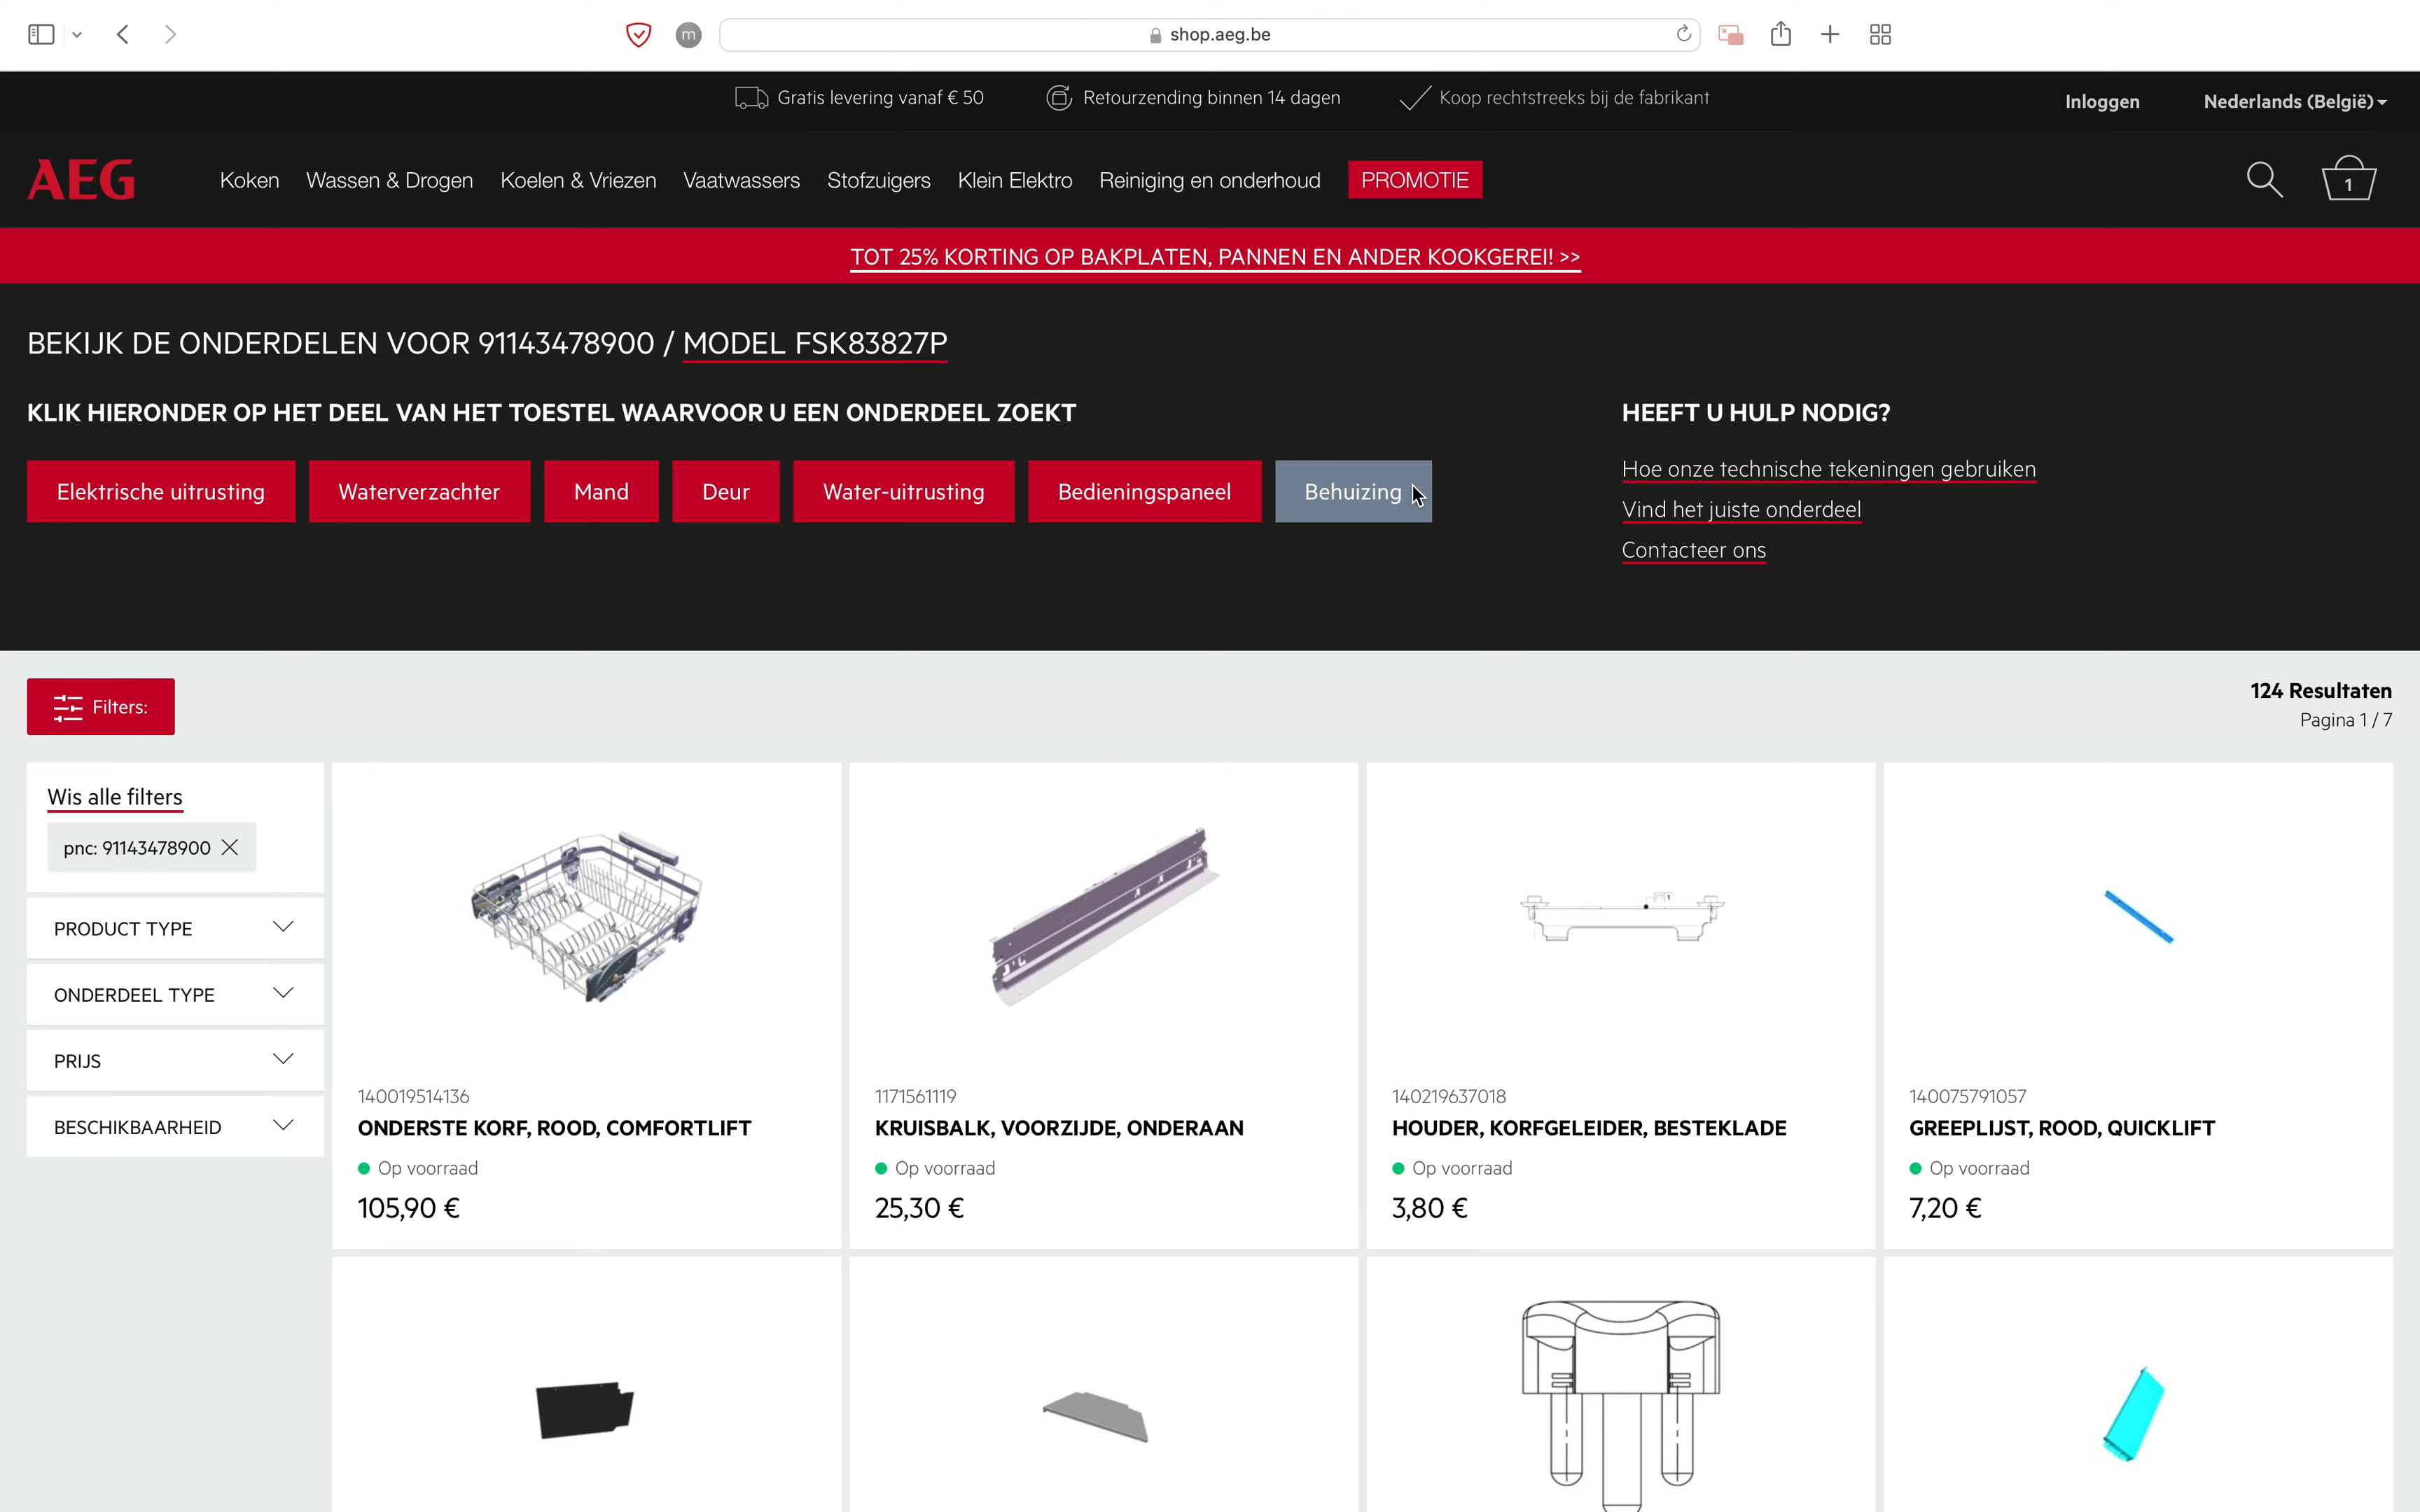 m
shop.aeg.be
Gratis levering vanaf € 50
Retourzending binnen 14 dagen
Koop rechtstreeks bij de fabrikant
Inloggen
Nederlands (België)
AEG
Koken
Wassen & Drogen
Koelen & Vriezen
Vaatwassers
Stofzuigers
Klein Elektro
Reiniging en onderhoud
PROMOTIE
1
TOT 25% KORTING OP BAKPLATEN, PANNEN EN ANDER KOOKGEREI! >>
BEKIJK DE ONDERDELEN VOOR 91143478900 / MODEL FSK83827P
KLIK HIERONDER OP HET DEEL VAN HET TOESTEL WAARVOOR U EEN ONDERDEEL ZOEKT
Elektrische uitrusting
Waterverzachter
Mand
Deur
Water-uitrusting
Bedieningspaneel
Behuizing
HEEFT U HULP NODIG?
Hoe onze technische tekeningen gebruiken
Vind het juiste onderdeel
Contacteer ons
Filters:
124 Resultaten
Pagina 1 / 7
Wis alle filters
pnc: 91143478900
PRODUCT TYPE
ONDERDEEL TYPE
PRIJS
BESCHIKBAARHEID
140019514136
ONDERSTE KORF, ROOD, COMFORTLIFT
Op voorraad
105,90 €
1171561119
KRUISBALK, VOORZIJDE, ONDERAAN
Op voorraad
25,30 €
140219637018
HOUDER, KORFGELEIDER, BESTEKLADE
Op voorraad
3,80 €
140075791057
GREEPLIJST, ROOD, QUICKLIFT
Op voorraad
7,20 €